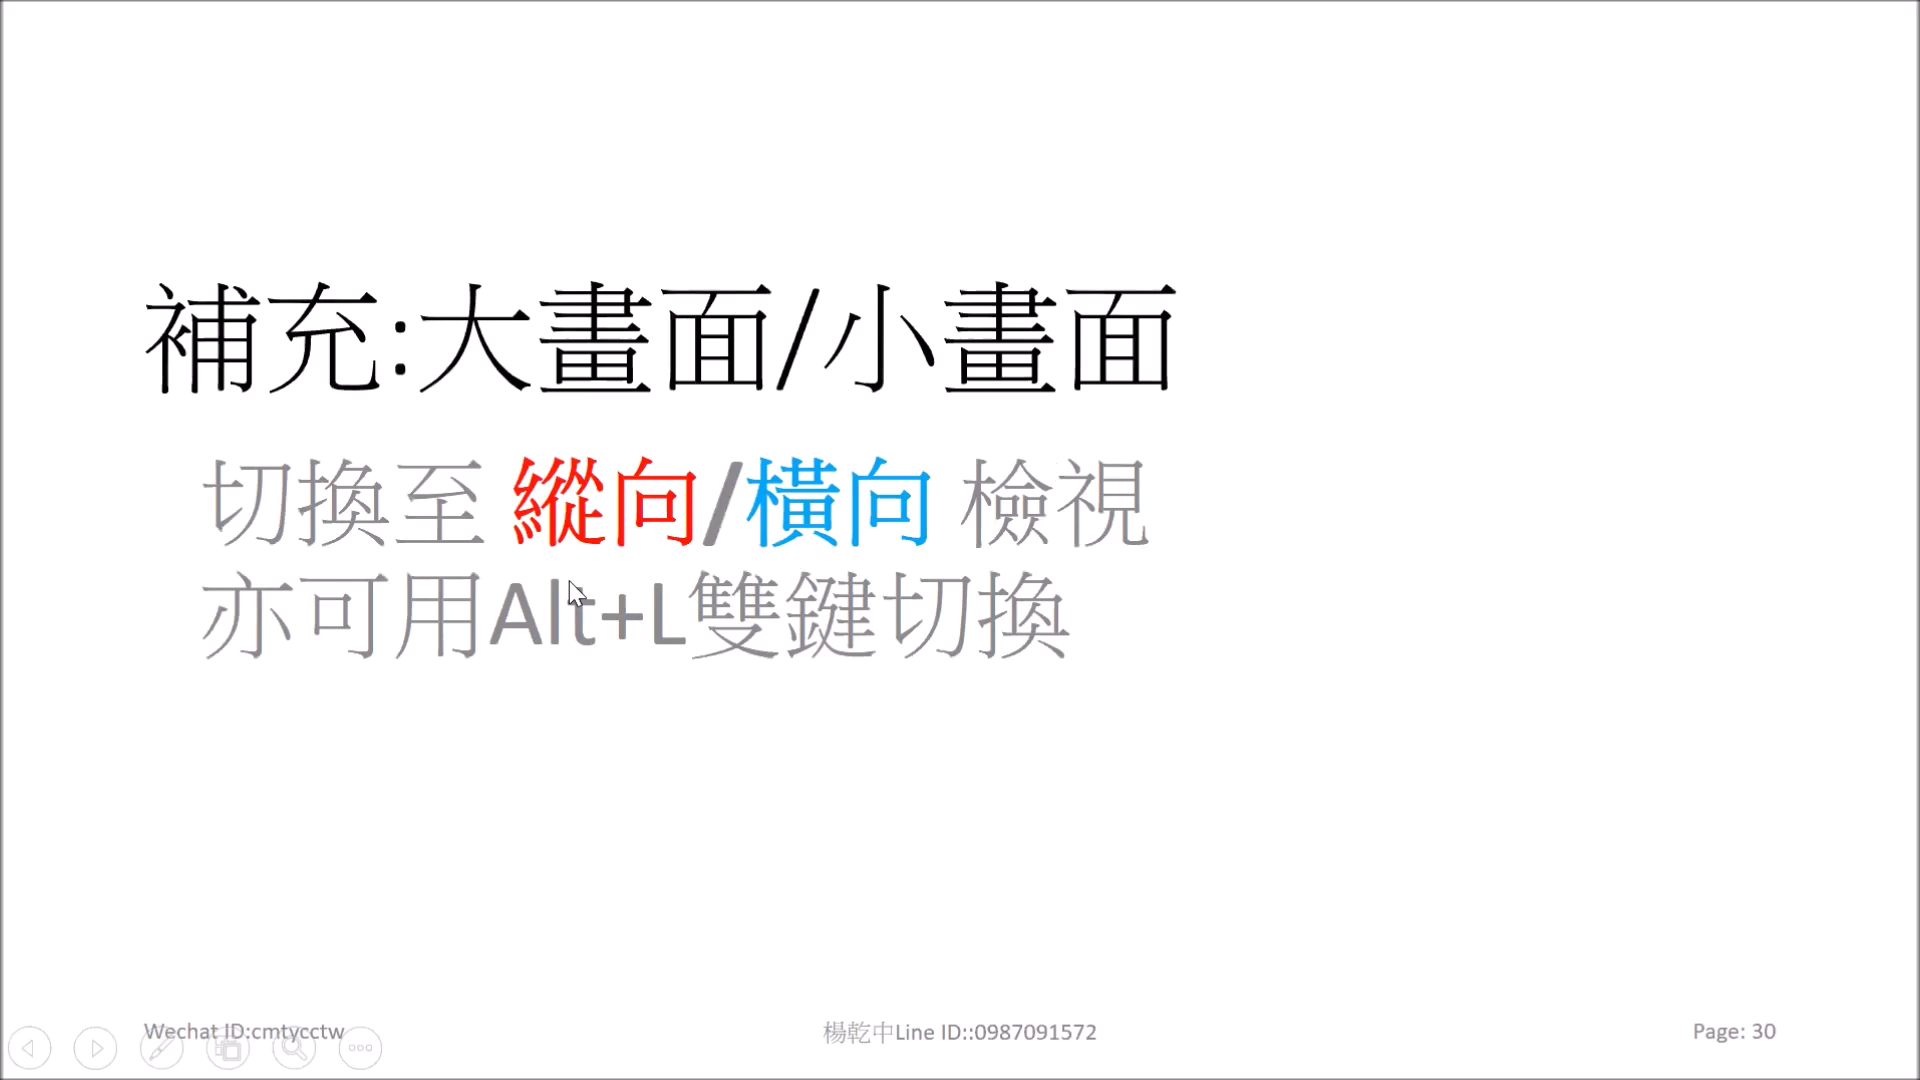 補充:大畫面/小畫面
切換至 縱向/橫向 檢視
亦可用Alt+L雙鍵切換
Wechat ID:cmtycctw
楊乾中Line ID::0987091572
Page: 30